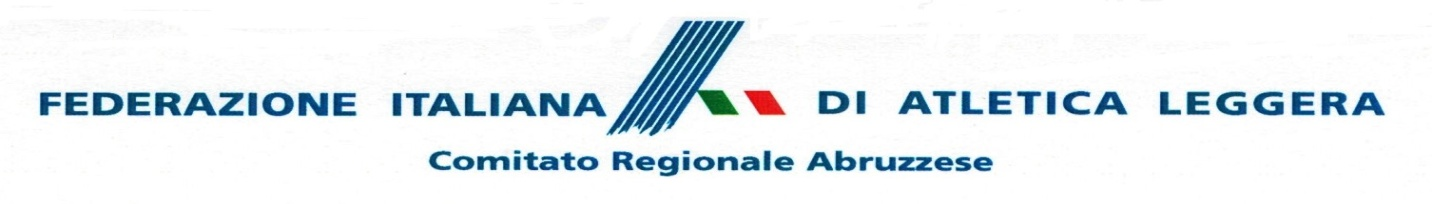 FEDERAZIONE ITALIANA DI ATLETICA LEGGERA
Comitato Regionale Abruzzese